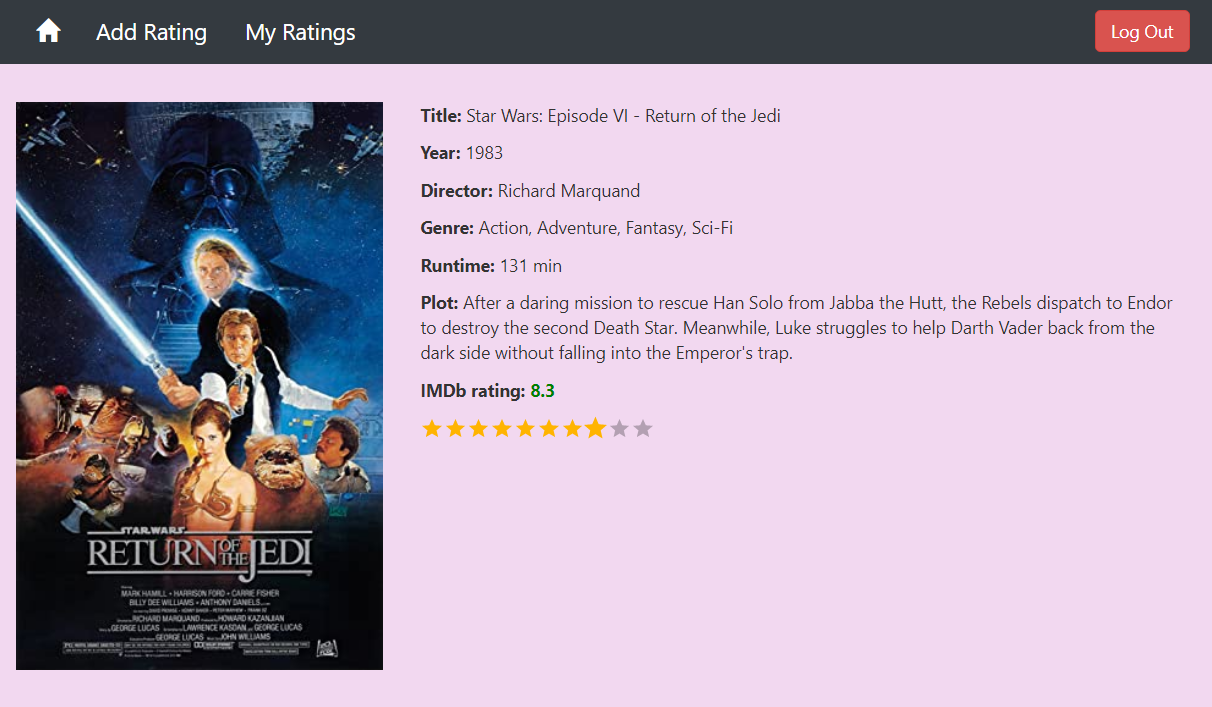 Add Rating My Ratings Log Out
Title: Star Wars: Episode VI - Return of the Jedi
Year: 1983
Director: Richard Marquand
Genre: Action, Adventure, Fantasy, Sci-Fi
Runtime: 131 min
Plot: After a daring mission to rescue Han Solo from Jabba the Hutt, the Rebels dispatch to Endor
to destroy the second Death Star. Meanwhile, Luke struggles to help Darth Vader back from the
dark side without falling into the Emperor's trap.
IMDb rating: 8.3
STAR WARS
RETURN OF THE JEDI
MARK HAMILL • HARRISON FORD • CARRIE FISHER
BILLY DEE WILLIAMS • ANTHONY DANIELS
RICHARD MARQUAND HOWARD KAZANJIAN
GEORGE LUCAS LAWRENCE KASDAN GEORGE LUCAS
GEORGE LUCAS JOHN WILLIAMS